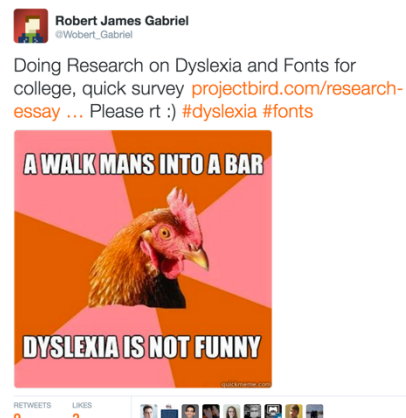 Robert James Gabriel
@Wobert_Gabriel
Doing Research on Dyslexia and Fonts for
college, quick survey projectbird.com/research-
essay … Please rt :) #dyslexia #fonts
A WALK MANS INTO A BAR
DYSLEXIA IS NOT FUNNY
quickmeme.com
RETWEETS LIKES